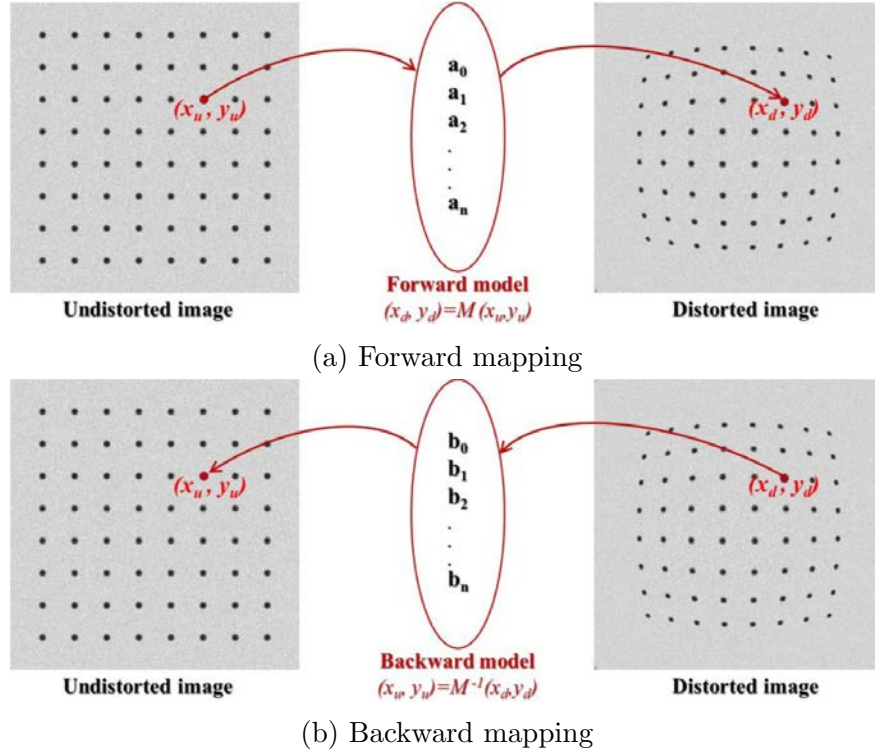 (x_u, y_u)
a_0
a_1
a_2
.
.
.
a_n
(x_d, y_d)
Undistorted image
Forward model
(x_d, y_d)=M(x_u,y_u)
Distorted image
(a) Forward mapping
(x_u, y_u)
b_0
b_1
b_2
.
.
.
b_n
(x_d, y_d)
Undistorted image
Backward model
(x_u, y_u)=M^{-1}(x_d,y_d)
Distorted image
(b) Backward mapping